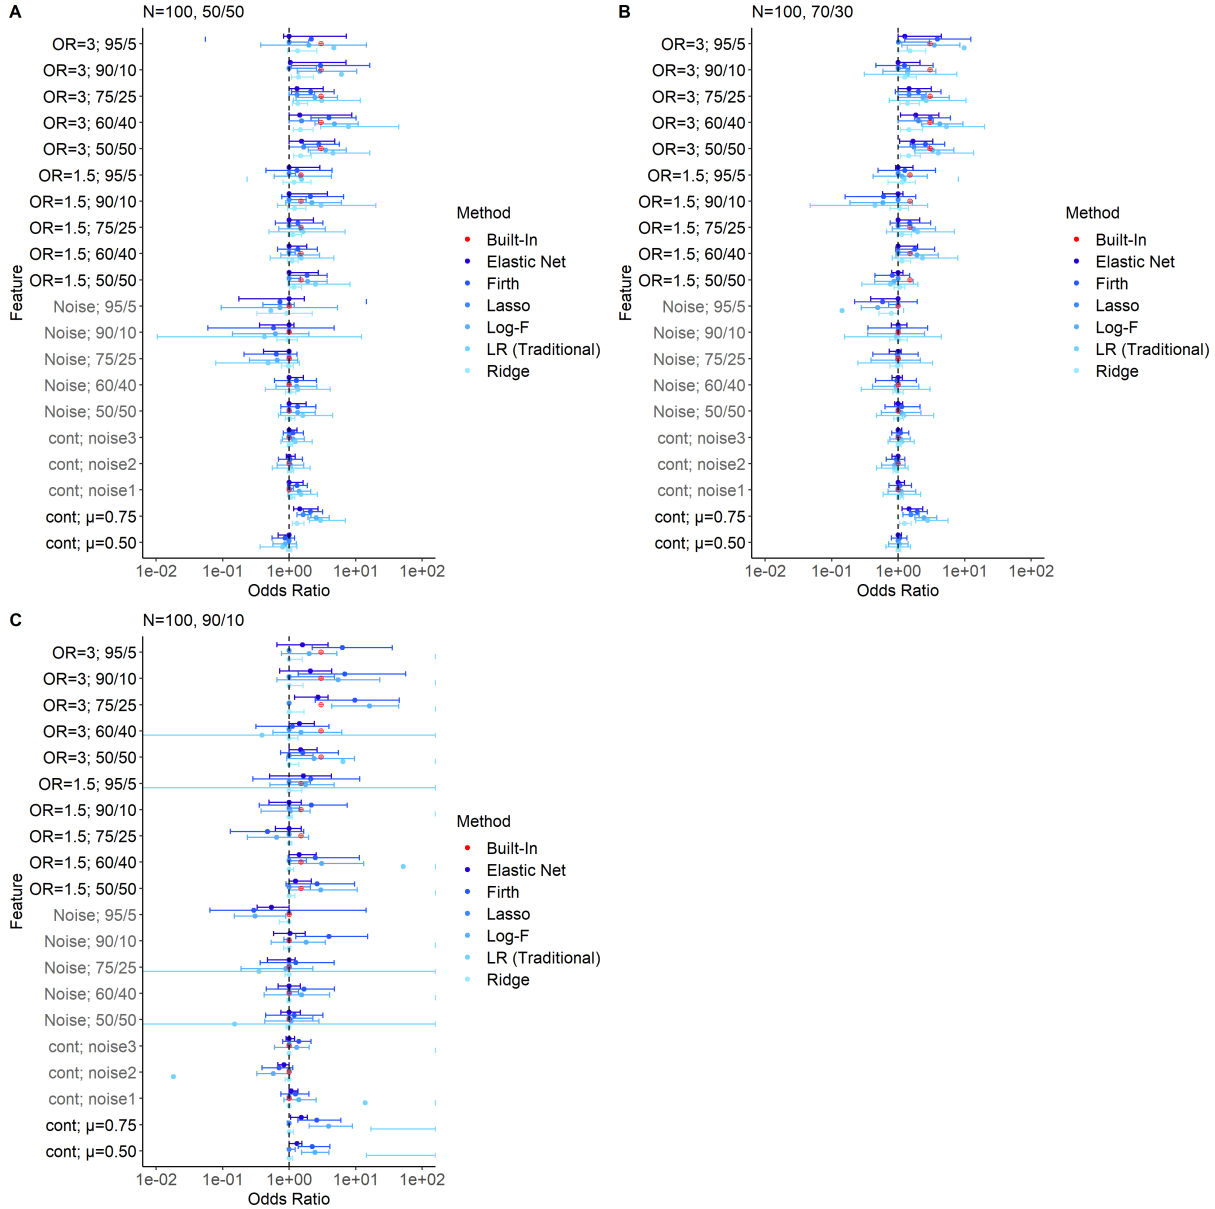 A
N=100, 50/50
OR=3; 95/5
OR=3; 90/10
OR=3; 75/25
OR=3; 60/40
OR=3; 50/50
OR=1.5; 95/5
OR=1.5; 90/10
OR=1.5; 75/25
OR=1.5; 60/40
OR=1.5; 50/50
Noise; 95/5
Noise; 90/10
Noise; 75/25
Noise; 60/40
Noise; 50/50
cont; noise3
cont; noise2
cont; noise1
cont; µ=0.75
cont; µ=0.50
Feature
1e-02 1e-01 1e+00 1e+01 1e+02
Odds Ratio
Method
Built-In
Elastic Net
Firth
Lasso
Log-F
LR (Traditional)
Ridge
B
N=100, 70/30
OR=3; 95/5
OR=3; 90/10
OR=3; 75/25
OR=3; 60/40
OR=3; 50/50
OR=1.5; 95/5
OR=1.5; 90/10
OR=1.5; 75/25
OR=1.5; 60/40
OR=1.5; 50/50
Noise; 95/5
Noise; 90/10
Noise; 75/25
Noise; 60/40
Noise; 50/50
cont; noise3
cont; noise2
cont; noise1
cont; µ=0.75
cont; µ=0.50
Feature
1e-02 1e-01 1e+00 1e+01 1e+02
Odds Ratio
Method
Built-In
Elastic Net
Firth
Lasso
Log-F
LR (Traditional)
Ridge
C
N=100, 90/10
OR=3; 95/5
OR=3; 90/10
OR=3; 75/25
OR=3; 60/40
OR=3; 50/50
OR=1.5; 95/5
OR=1.5; 90/10
OR=1.5; 75/25
OR=1.5; 60/40
OR=1.5; 50/50
Noise; 95/5
Noise; 90/10
Noise; 75/25
Noise; 60/40
Noise; 50/50
cont; noise3
cont; noise2
cont; noise1
cont; µ=0.75
cont; µ=0.50
Feature
1e-02 1e-01 1e+00 1e+01 1e+02
Odds Ratio
Method
Built-In
Elastic Net
Firth
Lasso
Log-F
LR (Traditional)
Ridge